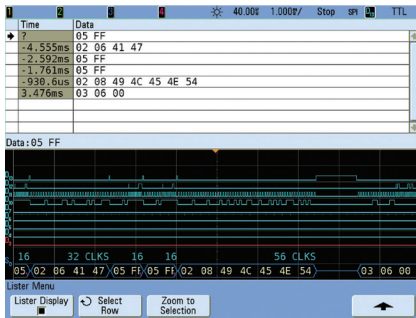 1 2 3 4 40.00% 1.000%/ Stop SPI TTL
Time Data
? 05 FF
-4.555ms 02 06 41 47
-2.592ms 05 FF
-1.761ms 05 FF
-930.6us 02 08 49 4C 45 4E 54
3.476ms 03 06 00
Data:05 FF
16 32 CLKS 16 16 56 CLKS
05 02 06 41 47 05 FF 05 FF 02 08 49 4C 45 4E 54 03 06 00
Lister Menu
Lister Display Select Row Zoom to Selection